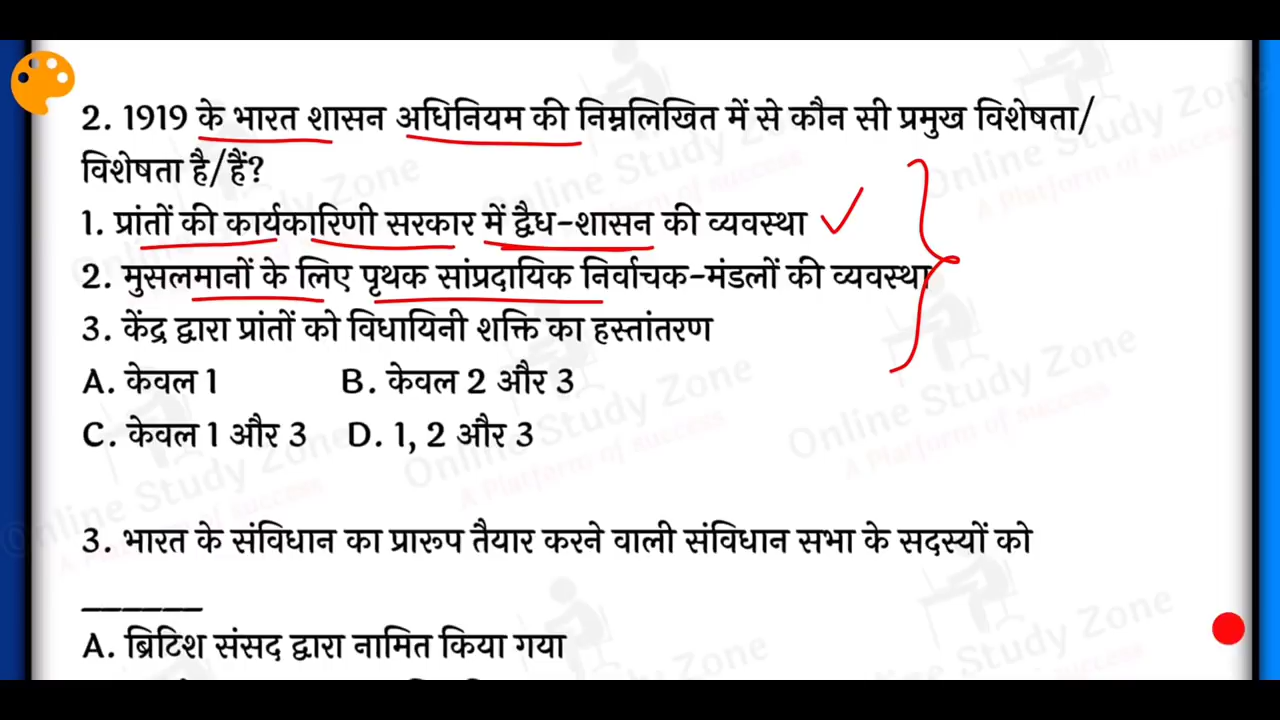 2. 1919 के भारत शासन अधिनियम की निम्नलिखित में से कौन सी प्रमुख विशेषता/
विशेषता है/हैं?
1. प्रांतों की कार्यकारिणी सरकार में द्वैध-शासन की व्यवस्था
2. मुसलमानों के लिए पृथक सांप्रदायिक निर्वाचक-मंडलों की व्यवस्था
3. केंद्र द्वारा प्रांतों को विधायिनी शक्ति का हस्तांतरण
A. केवल 1 B. केवल 2 और 3
C. केवल 1 और 3 D. 1, 2 और 3
3. भारत के संविधान का प्रारूप तैयार करने वाली संविधान सभा के सदस्यों को
______
A. ब्रिटिश संसद द्वारा नामित किया गया